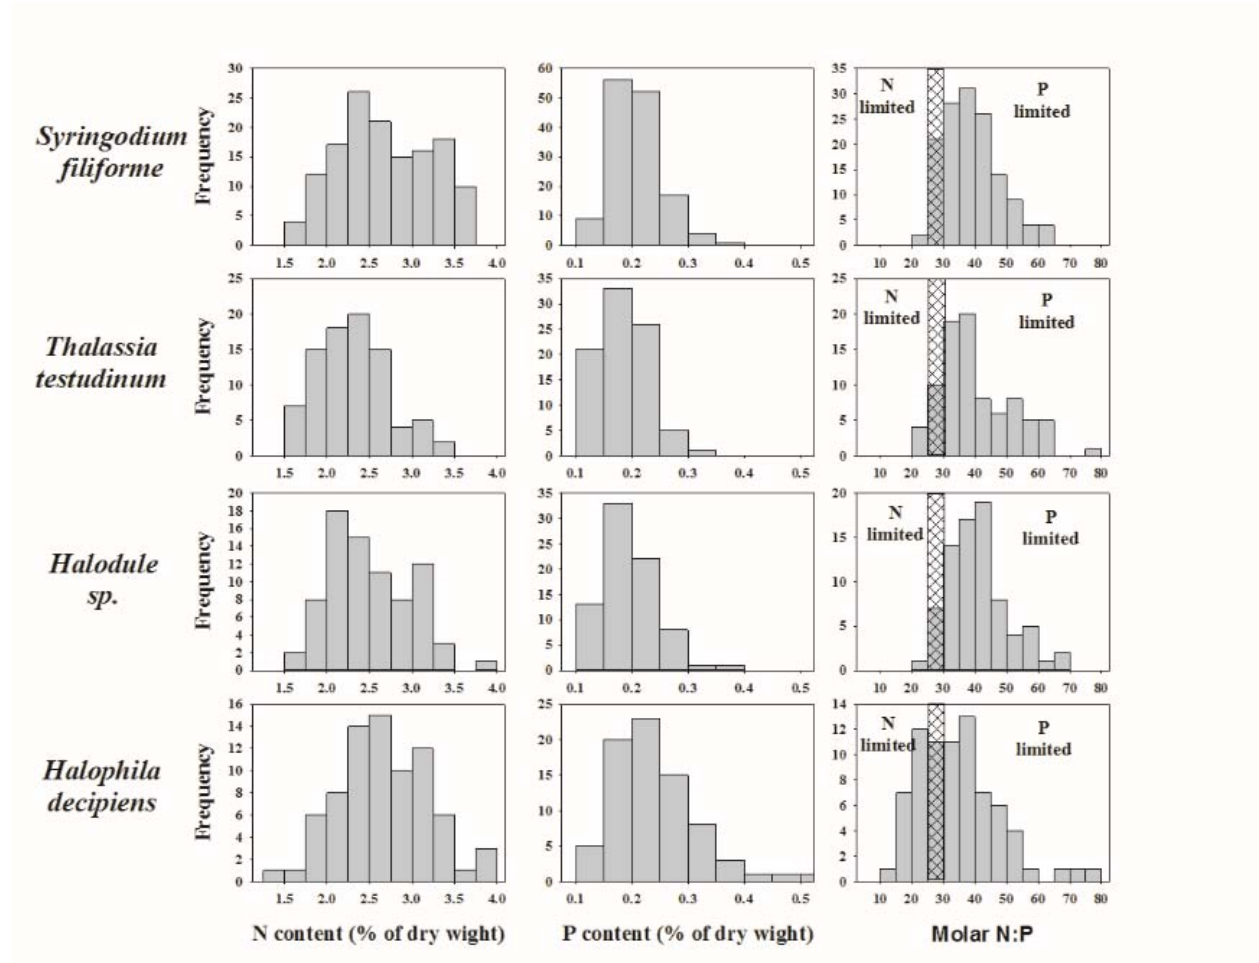 Syringodium
filiforme
Frequency
30
25
20
15
10
5
0
1.5 2.0 2.5 3.0 3.5 4.0
60
50
40
30
20
10
0
0.1 0.2 0.3 0.4 0.5
35
30
25
20
15
10
5
0
N
limited
P
limited
10 20 30 40 50 60 70 80
Thalassia
testudinum
Frequency
25
20
15
10
5
0
1.5 2.0 2.5 3.0 3.5 4.0
35
30
25
20
15
10
5
0
0.1 0.2 0.3 0.4 0.5
25
20
15
10
5
0
N
limited
P
limited
10 20 30 40 50 60 70 80
Halodule
sp.
Frequency
20
18
16
14
12
10
8
6
4
2
0
1.5 2.0 2.5 3.0 3.5 4.0
35
30
25
20
15
10
5
0
0.1 0.2 0.3 0.4 0.5
20
15
10
5
0
N
limited
P
limited
10 20 30 40 50 60 70 80
Halophila
decipiens
Frequency
16
14
12
10
8
6
4
2
0
1.5 2.0 2.5 3.0 3.5 4.0
25
20
15
10
5
0
0.1 0.2 0.3 0.4 0.5
14
12
10
8
6
4
2
0
N
limited
P
limited
10 20 30 40 50 60 70 80
N content (% of dry wight)
P content (% of dry wight)
Molar N:P